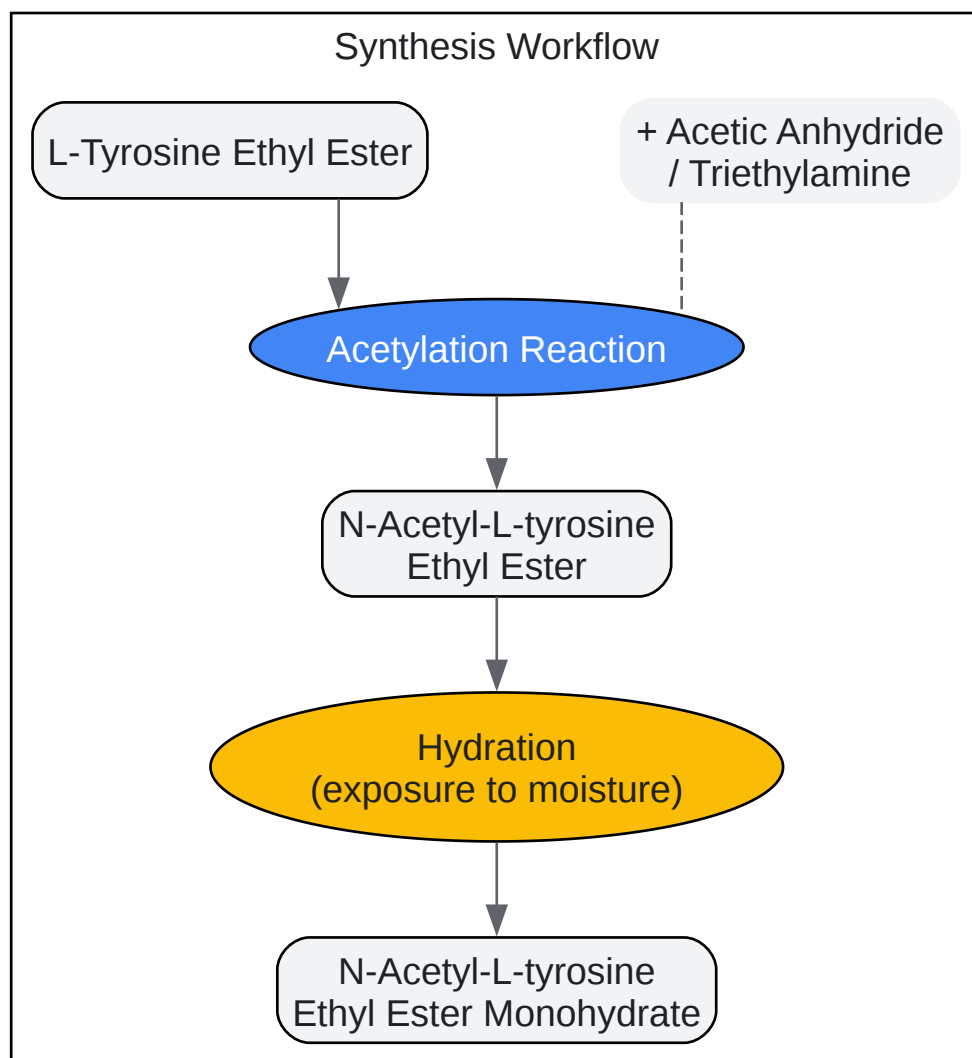 Synthesis Workflow
L-Tyrosine Ethyl Ester
+ Acetic Anhydride
/ Triethylamine
Acetylation Reaction
N-Acetyl-L-tyrosine
Ethyl Ester
Hydration
(exposure to moisture)
N-Acetyl-L-tyrosine
Ethyl Ester Monohydrate